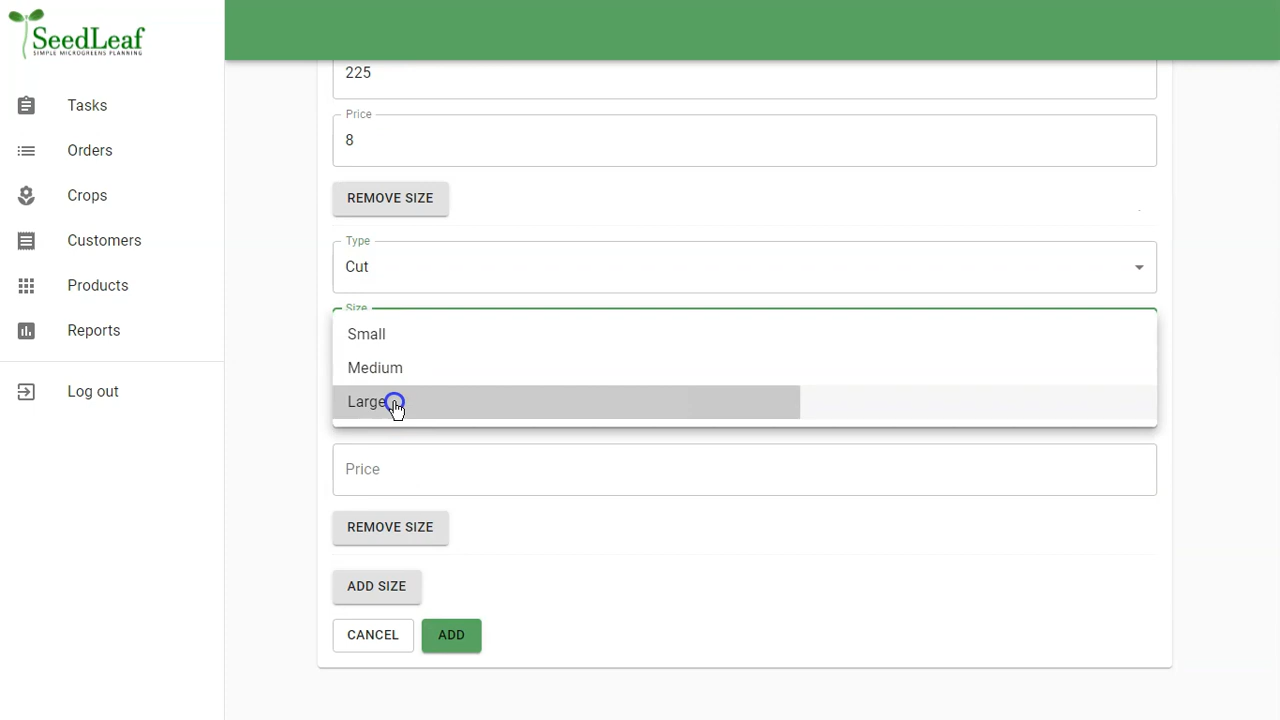 SeedLeaf
SIMPLE MICROGREENS PLANNING
Tasks
Orders
Crops
Customers
Products
Reports
Log out
225
Price
8
REMOVE SIZE
Type
Cut
Size
Small
Medium
Large
Price
REMOVE SIZE
ADD SIZE
CANCEL ADD